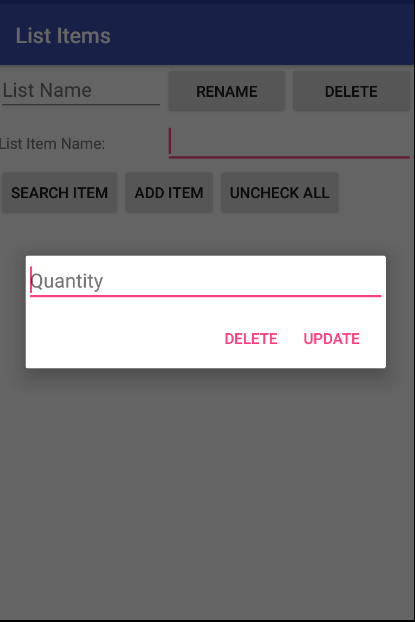 List Items
List Name RENAME DELETE
List Item Name:
SEARCH ITEM ADD ITEM UNCHECK ALL
Quantity
DELETE UPDATE